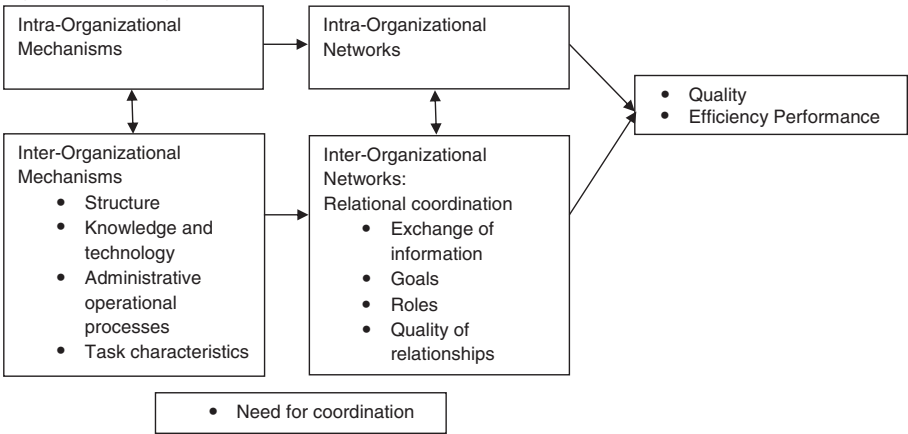 Intra-Organizational
Mechanisms
Intra-Organizational
Networks
• Quality
• Efficiency Performance
Inter-Organizational
Mechanisms
• Structure
• Knowledge and
technology
• Administrative
operational
processes
• Task characteristics
Inter-Organizational
Networks:
Relational coordination
• Exchange of
information
• Goals
• Roles
• Quality of
relationships
• Need for coordination